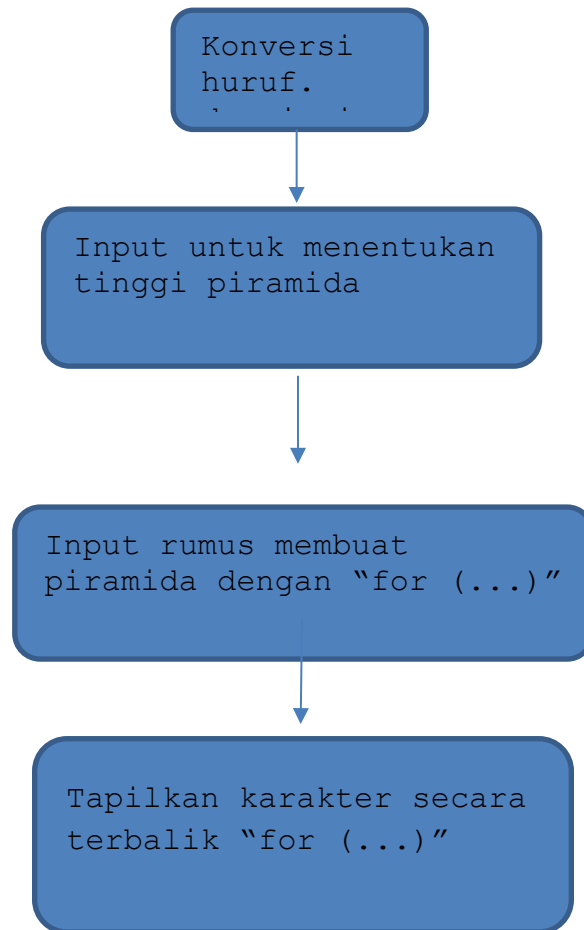 Konversi
huruf.
Input untuk menentukan
tinggi piramida
Input rumus membuat
piramida dengan “for (...)”
Tapilkan karakter secara
terbalik “for (...)”